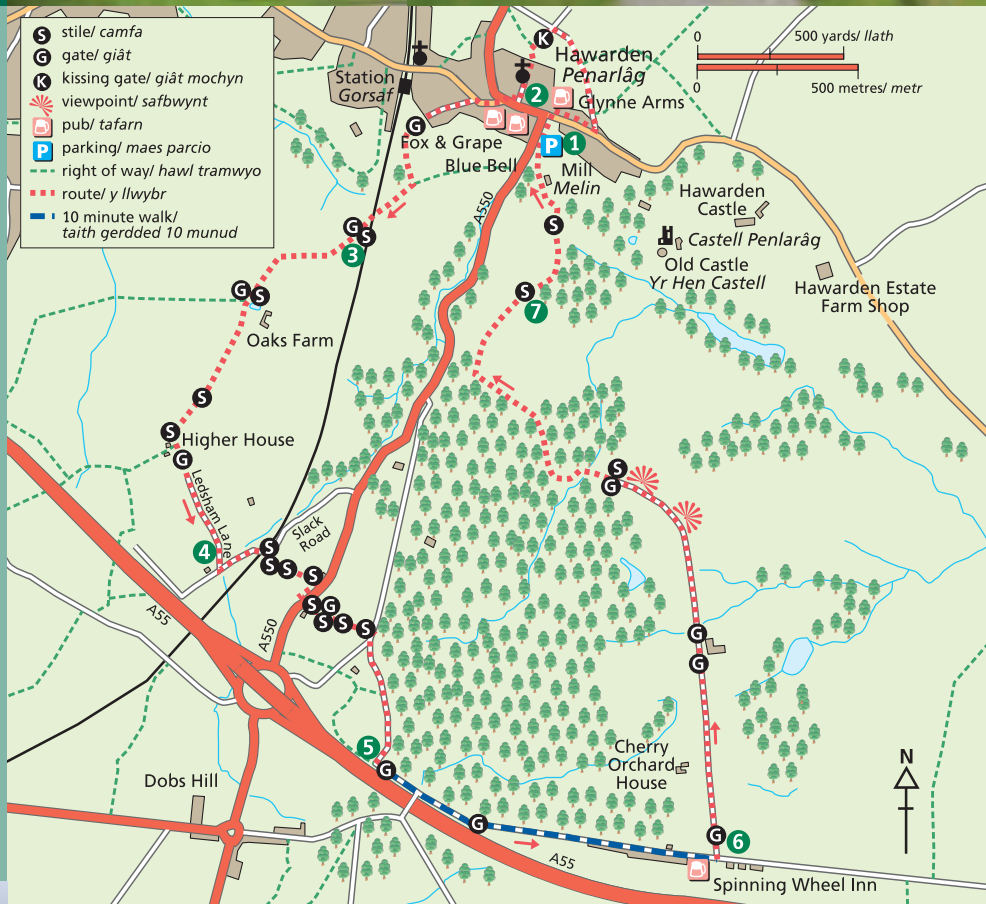 S stile/ camfa
G gate/ giât
K kissing gate/ giât mochyn
viewpoint/ safbwynt
pub/ tafarn
P parking/ maes parcio
right of way/ hawl tramwyo
route/ y llwybr
10 minute walk/
taith gerdded 10 munud
0 500 yards/ llath
0 500 metres/ metr
K
Hawarden
Penarlâg
Station
Gorsaf
2
Glynne Arms
G
Fox & Grape
1
Blue Bell
P
Mill
Melin
A550
Hawarden
Castle
Castell Penlarâg
Old Castle
Yr Hen Castell
Hawarden Estate
Farm Shop
S
G
S
3
G S
S
7
Oaks Farm
S
S
Higher House
G
Ledsham Lane
S
G
Slack
Road
4
S
S S S
S G
S S S
A55
A550
G
G
5
G
Cherry
Orchard
House
N
Dobs Hill
G
G
6
A55
Spinning Wheel Inn